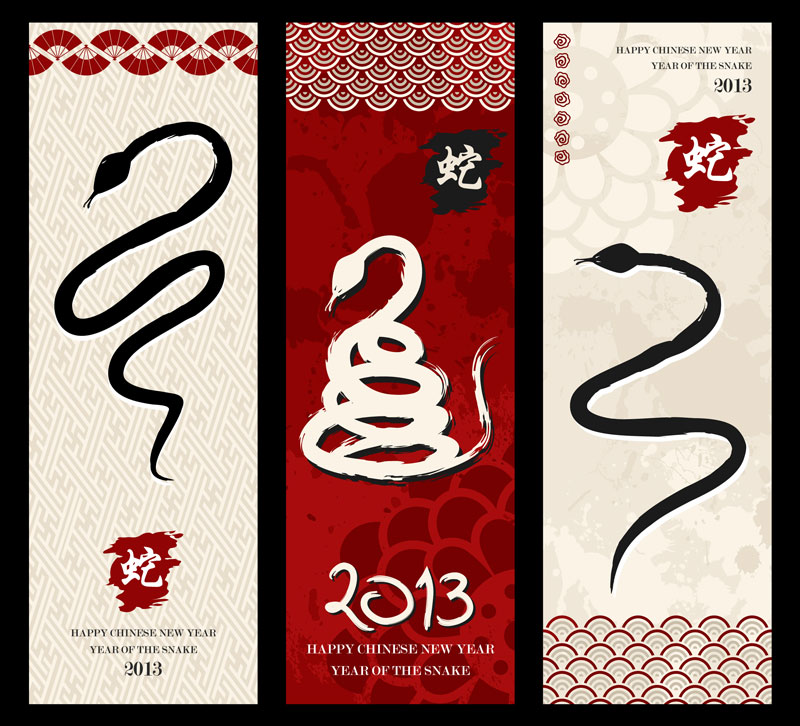 蛇
HAPPY CHINESE NEW YEAR
YEAR OF THE SNAKE
2013
蛇
2013
HAPPY CHINESE NEW YEAR
YEAR OF THE SNAKE
HAPPY CHINESE NEW YEAR
YEAR OF THE SNAKE
2013
蛇